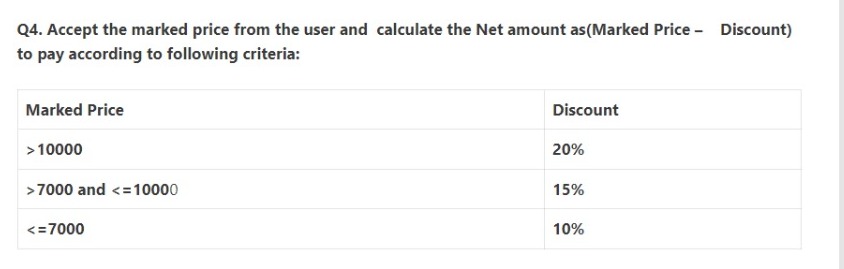 Q4. Accept the marked price from the user and calculate the Net amount as(Marked Price – Discount)
to pay according to following criteria:
Marked Price Discount
>10000 20%
>7000 and <=10000 15%
<=7000 10%